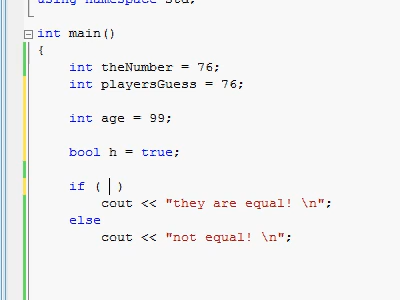 using namespace std;
int main()
{
int theNumber = 76;
int playersGuess = 76;
int age = 99;
bool h = true;
if ( )
cout << "they are equal! \n";
else
cout << "not equal! \n";